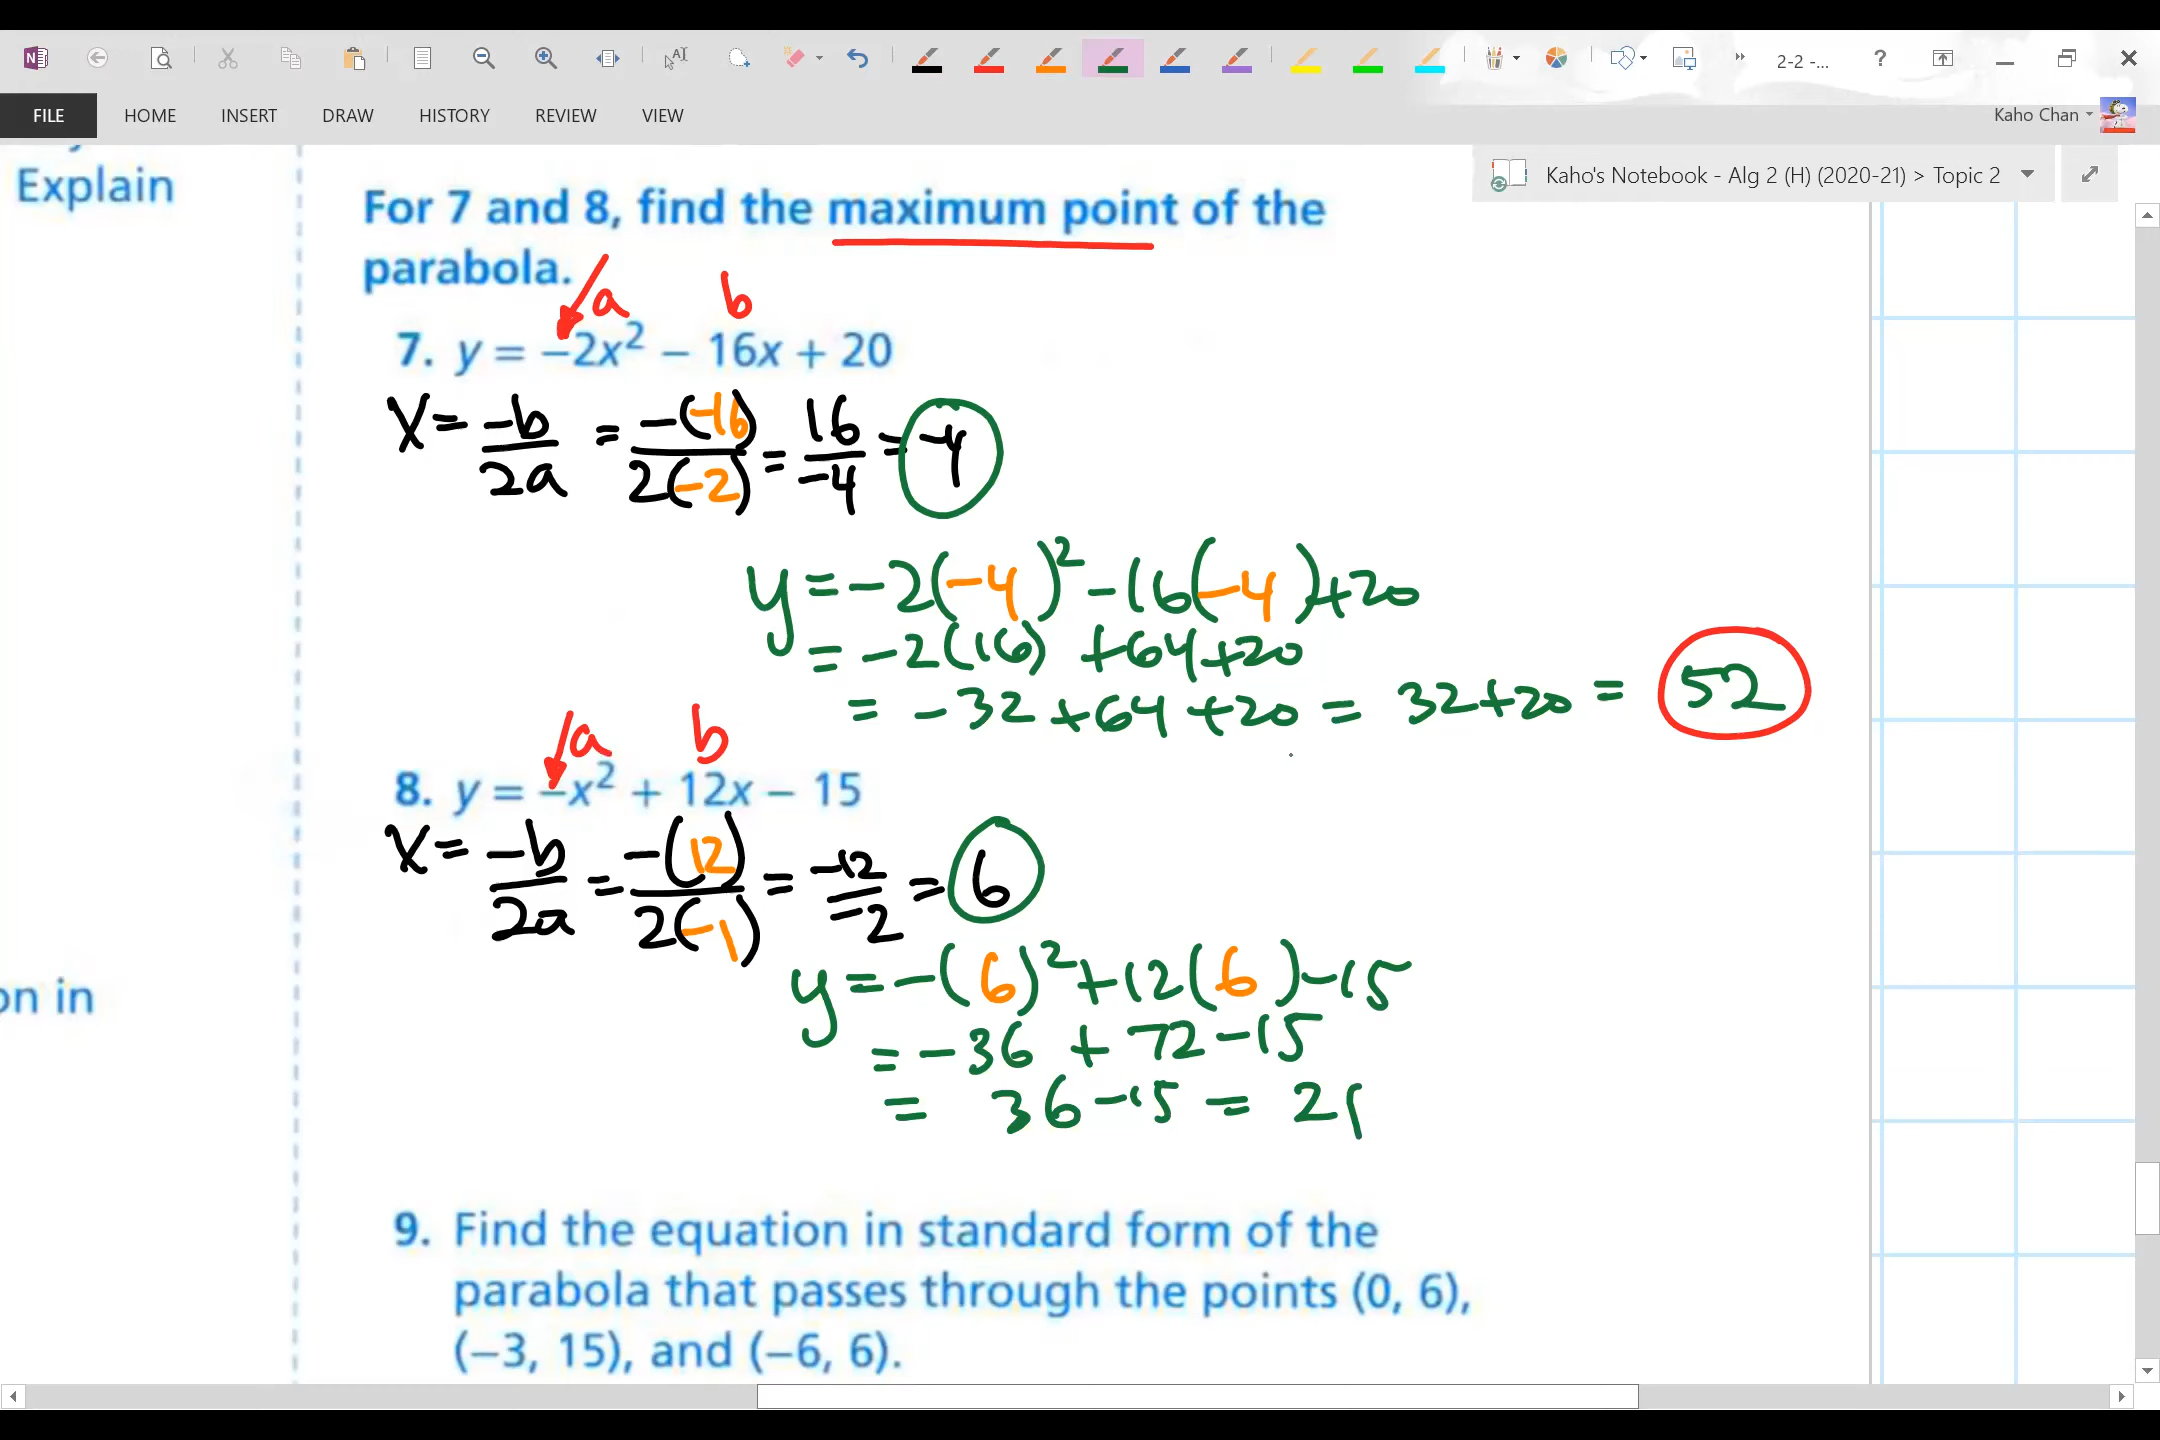 2-2 -...
?
FILE HOME INSERT DRAW HISTORY REVIEW VIEW
Kaho Chan
Kaho's Notebook - Alg 2 (H) (2020-21) > Topic 2
Explain
For 7 and 8, find the maximum point of the
parabola.
a b
7. y = −2x² − 16x + 20
x = -b/2a = -(-16)/2(-2) = 16/-4 = -4
y = -2(-4)² - 16(-4) + 20
= -2(16) + 64 + 20
= -32 + 64 + 20 = 32 + 20 = 52
a b
8. y = −x² + 12x − 15
x = -b/2a = -(12)/2(-1) = -12/-2 = 6
y = -(6)² + 12(6) - 15
= -36 + 72 - 15
= 36 - 15 = 21
on in
9. Find the equation in standard form of the
parabola that passes through the points (0, 6),
(−3, 15), and (−6, 6).